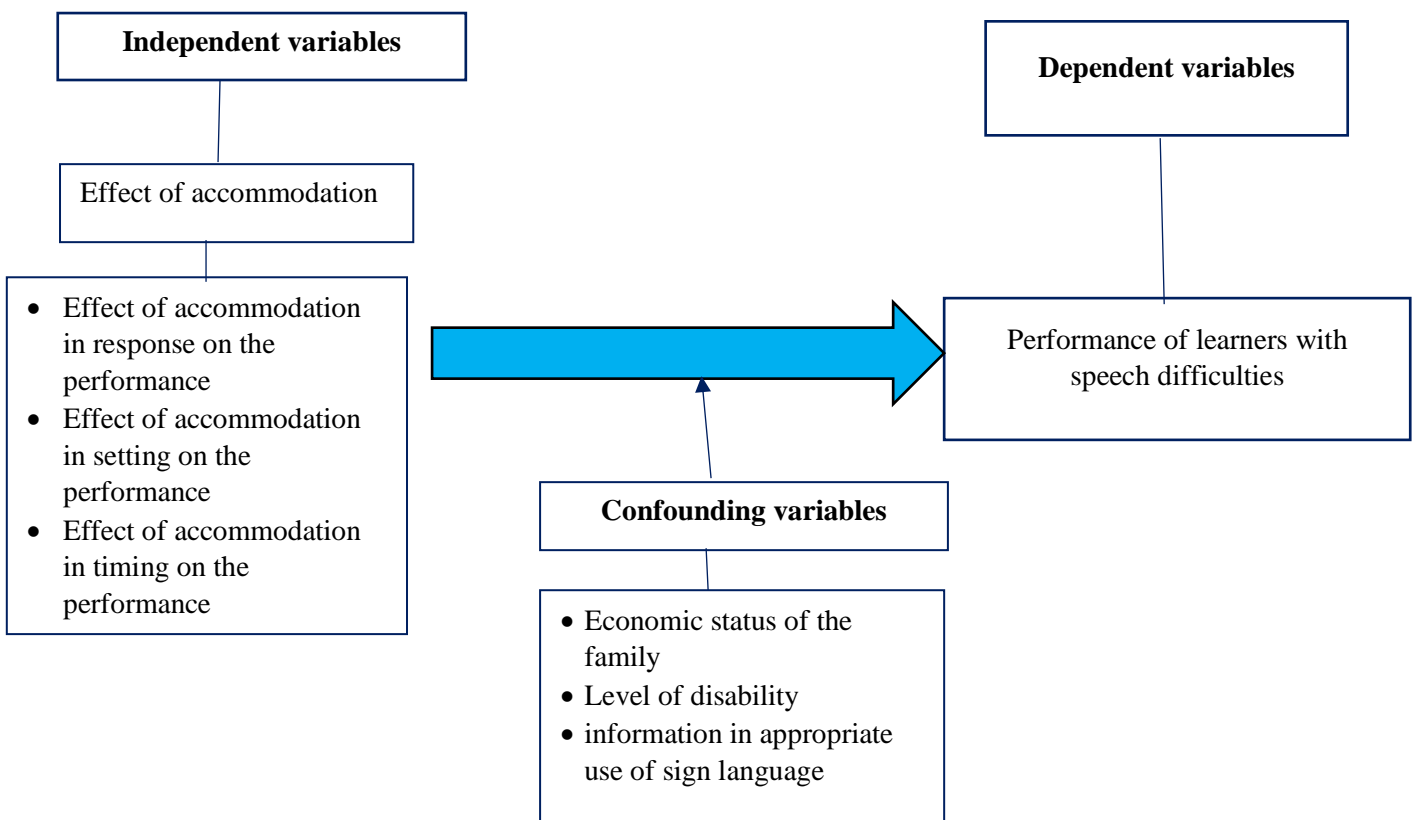 Independent variables
Dependent variables
Effect of accommodation
• Effect of accommodation
in response on the
performance
• Effect of accommodation
in setting on the
performance
• Effect of accommodation
in timing on the
performance
Performance of learners with
speech difficulties
Confounding variables
• Economic status of the
family
• Level of disability
• information in appropriate
use of sign language